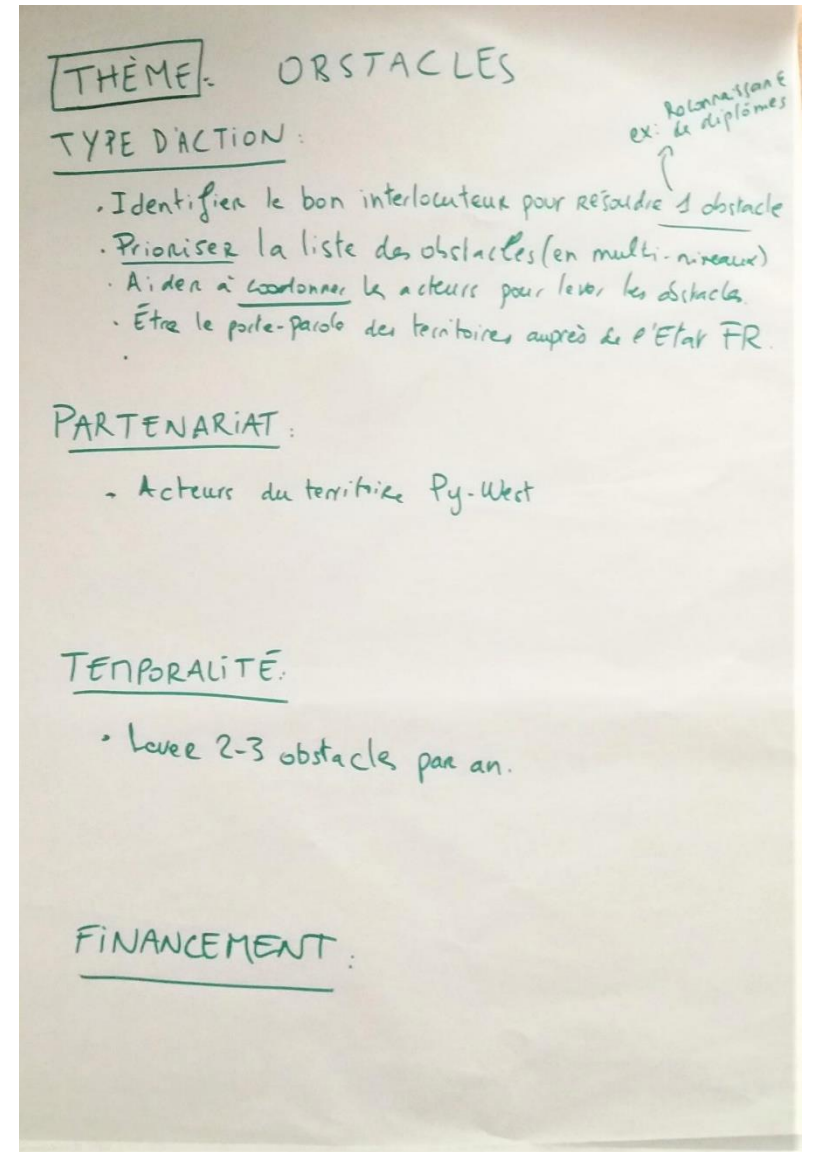 THÈME: OBSTACLES
Reconnaissance
ex: de diplômes
TYPE D'ACTION:
. Identifier le bon interlocuteur pour Résoudre 1 obstacle
. Prioriser la liste des obstacles (en multi-niveaux)
. Aider à coordonner les acteurs pour lever les obstacles.
. Être le porte-parole des territoires auprès de l'Etat FR.
.
PARTENARIAT:
- Acteurs du territoire Py-West
TEMPORALITÉ:
. Lever 2-3 obstacles par an.
FINANCEMENT: